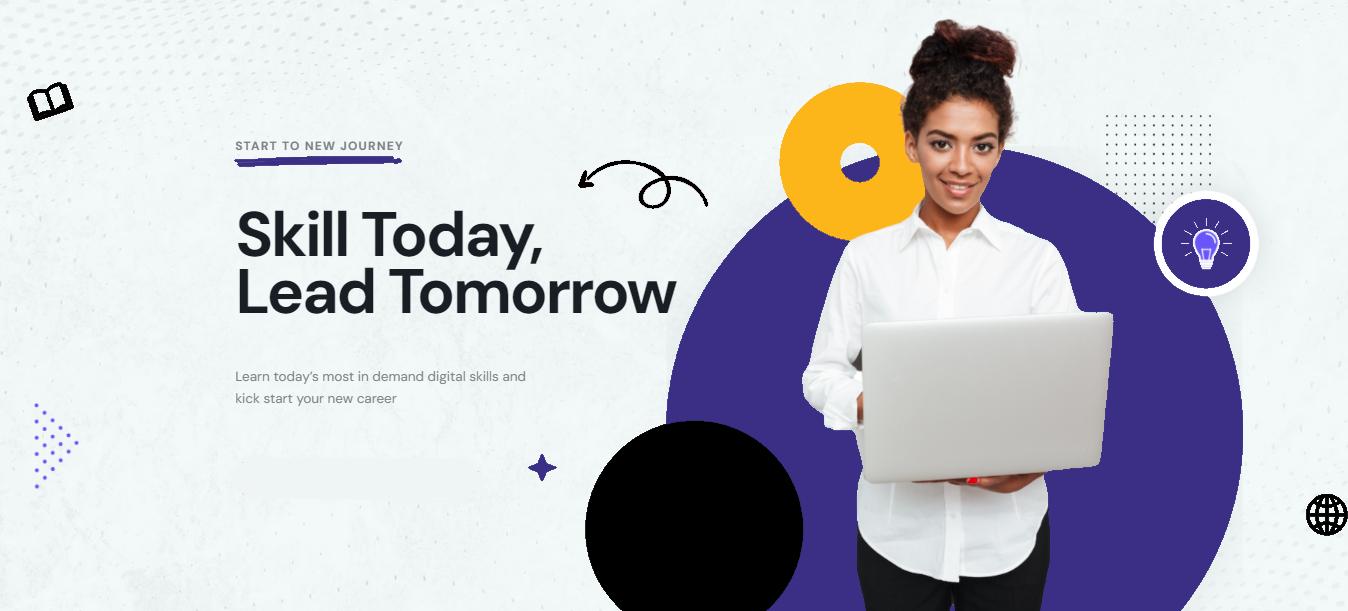 START TO NEW JOURNEY
Skill Today,
Lead Tomorrow
Learn today’s most in demand digital skills and
kick start your new career